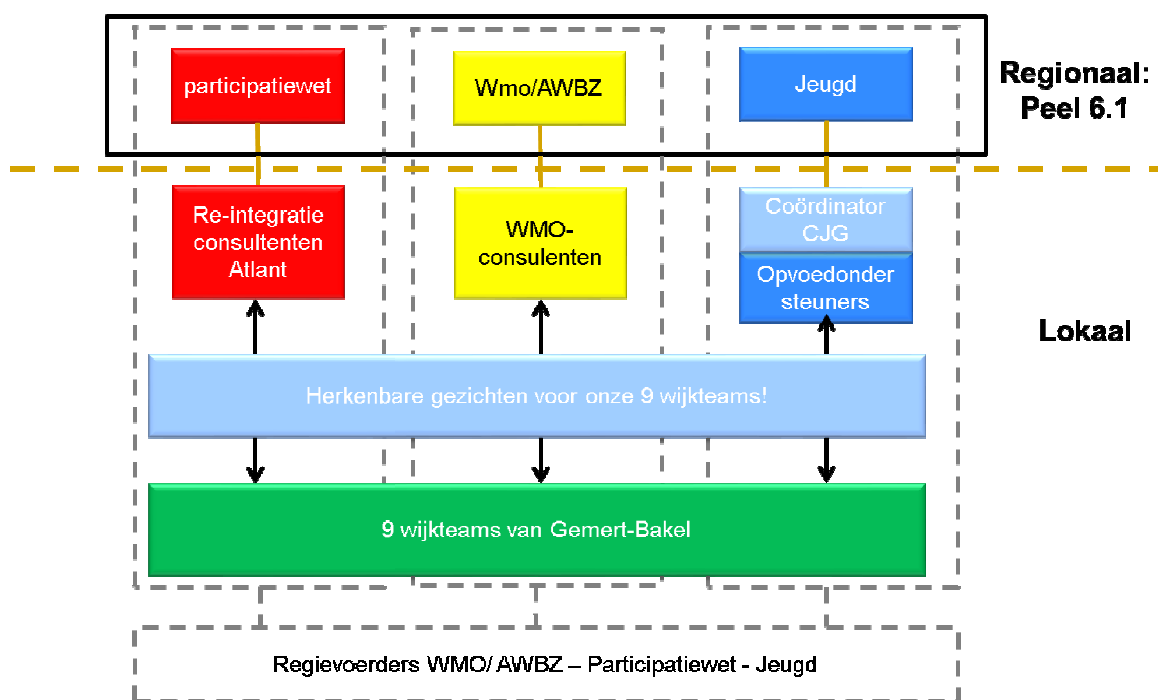 participatiewet
Wmo/AWBZ
Jeugd
Regionaal:
Peel 6.1
Re-integratie
consultenten
Atlant
WMO-
consulenten
Coördinator
CJG
Opvoedonder
steuners
Lokaal
Herkenbare gezichten voor onze 9 wijkteams!
9 wijkteams van Gemert-Bakel
Regievoerders WMO/ AWBZ – Participatiewet - Jeugd